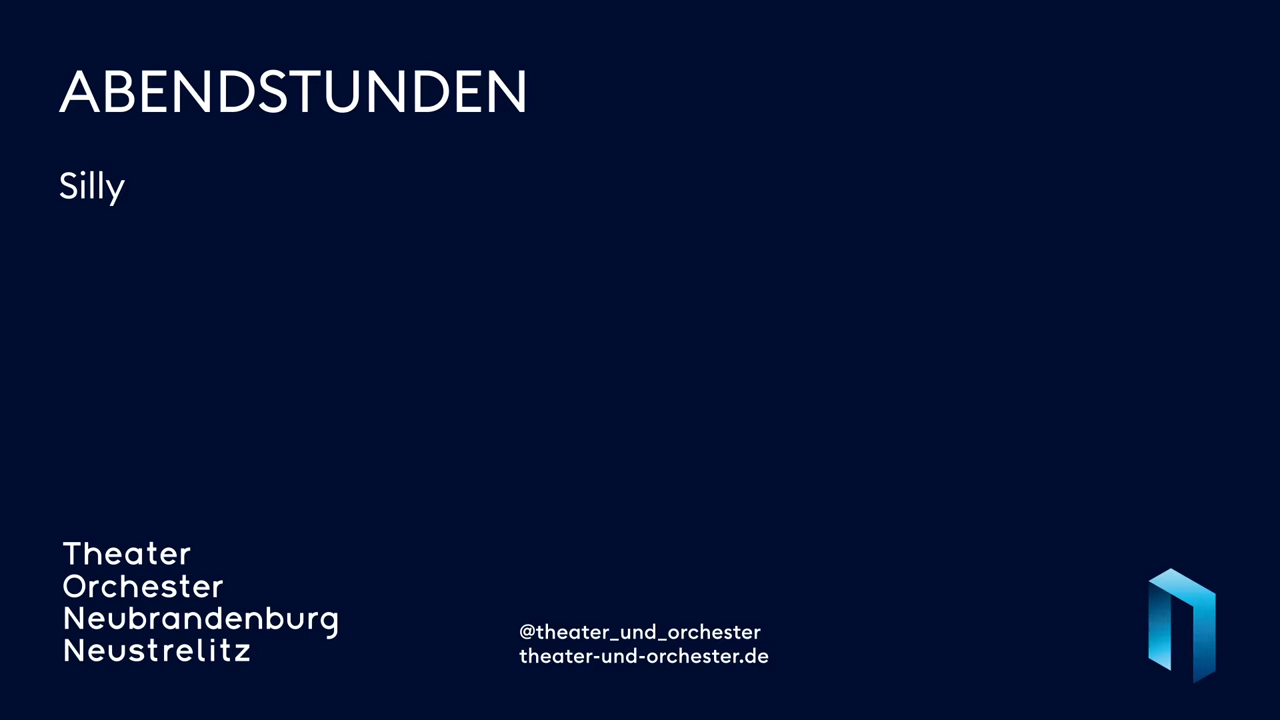 ABENDSTUNDEN
Silly
Theater
Orchester
Neubrandenburg
Neustrelitz
@theater_und_orchester
theater-und-orchester.de